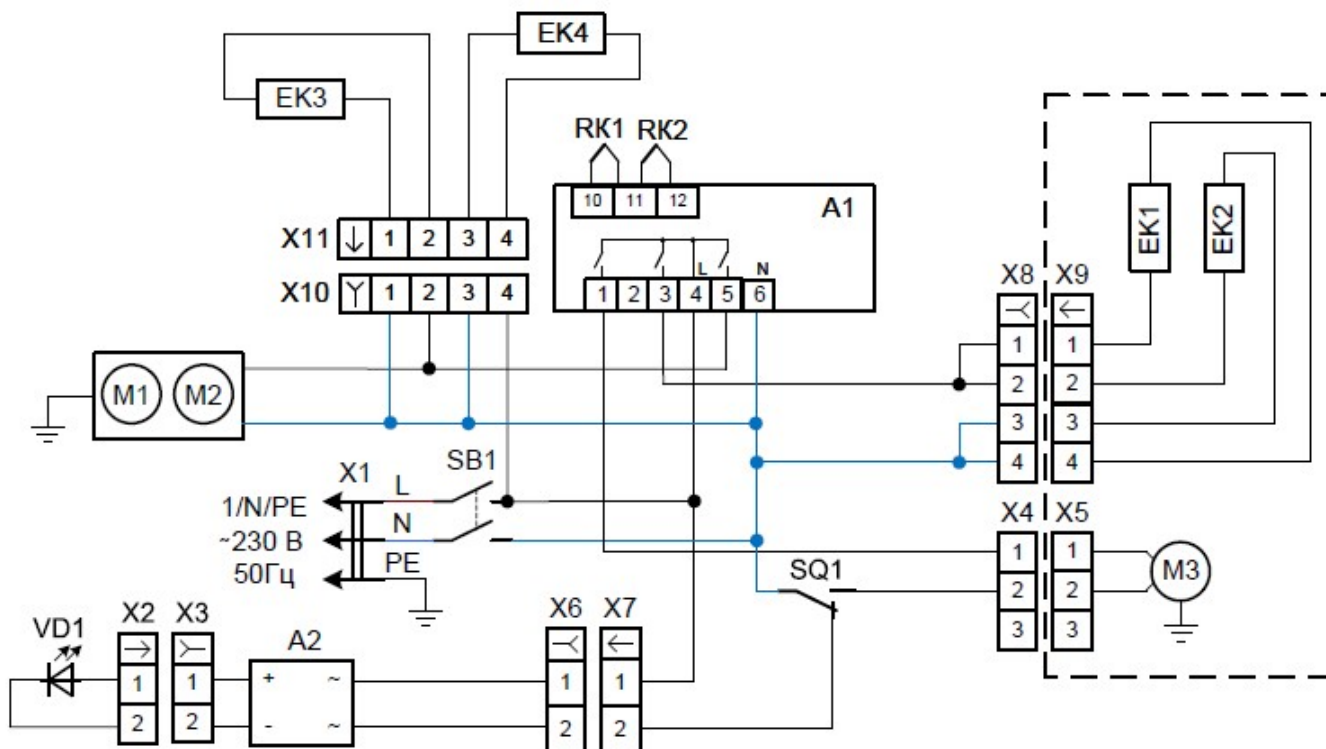 EK4
EK3
RK1 RK2
10 11 12
A1
EK1 EK2
X11 1 2 3 4
L N
X10 1 2 3 4
1 2 3 4 5 6
X8 X9
1 1
2 2
3 3
4 4
M1 M2
X1 L SB1
1/N/PE
N
~230 В
PE
50Гц
X4 X5
1 1
2 2
3 3
M3
SQ1
X6 X7
1 1
2 2
VD1 X2 X3 A2
1 1 + ~
2 2 - ~